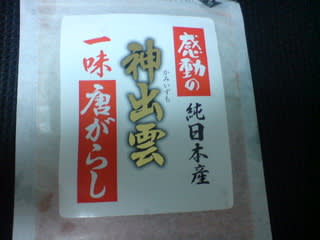 感動の
純日本産
神出雲
かみいずも
一味
唐がらし